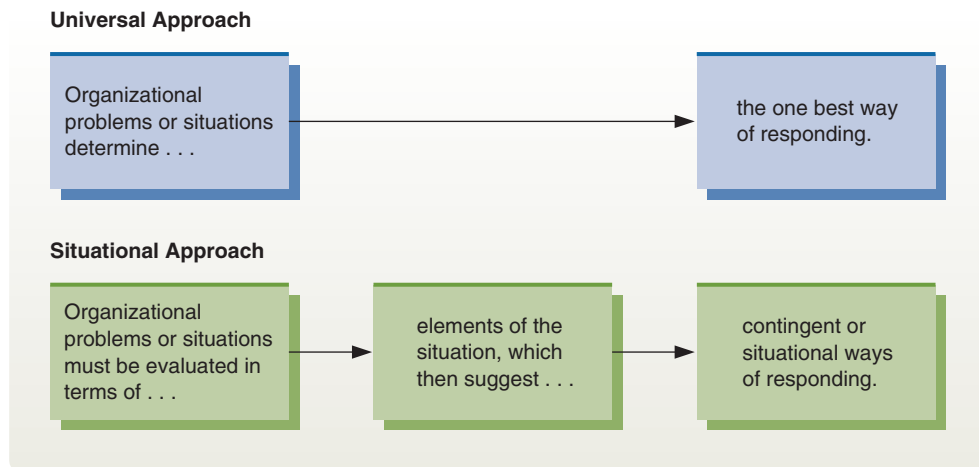 Universal Approach
Organizational
problems or situations
determine . . .
the one best way
of responding.
Situational Approach
Organizational
problems or situations
must be evaluated in
terms of . . .
elements of the
situation, which
then suggest . . .
contingent or
situational ways
of responding.